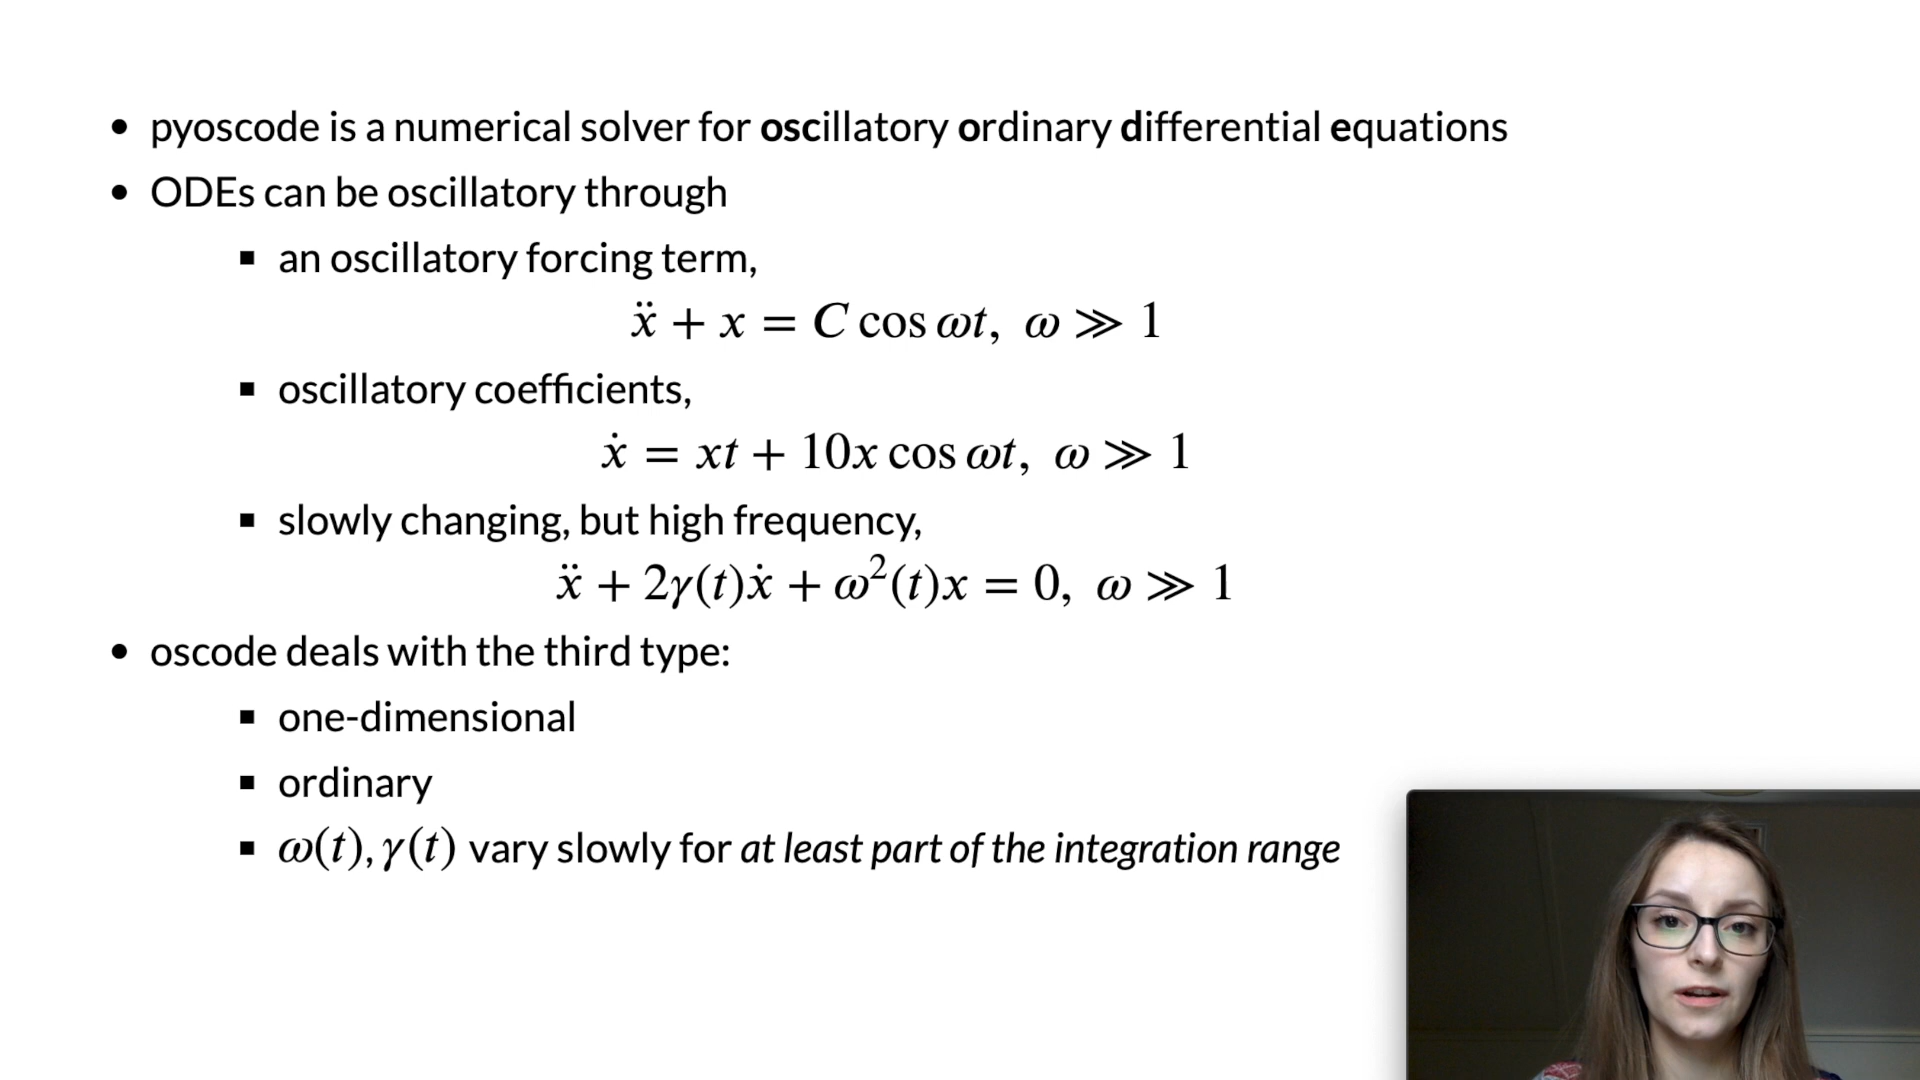 • pyoscode is a numerical solver for oscillatory ordinary differential equations
• ODEs can be oscillatory through
▪ an oscillatory forcing term,
ẍ + x = C cos ωt, ω ≫ 1
▪ oscillatory coefficients,
ẋ = xt + 10x cos ωt, ω ≫ 1
▪ slowly changing, but high frequency,
ẍ + 2γ(t)ẋ + ω²(t)x = 0, ω ≫ 1
• oscode deals with the third type:
▪ one-dimensional
▪ ordinary
▪ ω(t), γ(t) vary slowly for at least part of the integration range